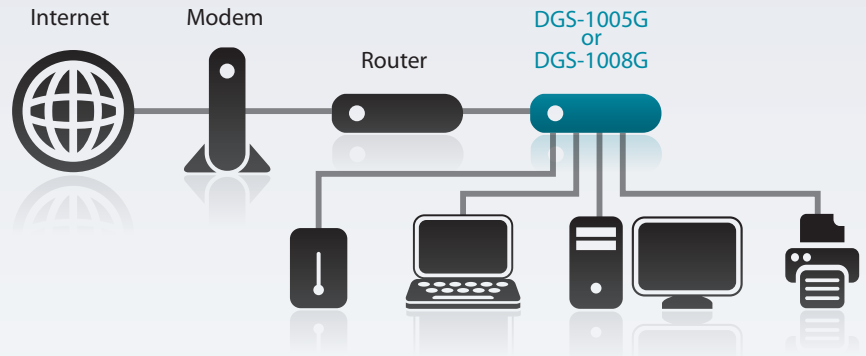 Internet
Modem
Router
DGS-1005G
or
DGS-1008G